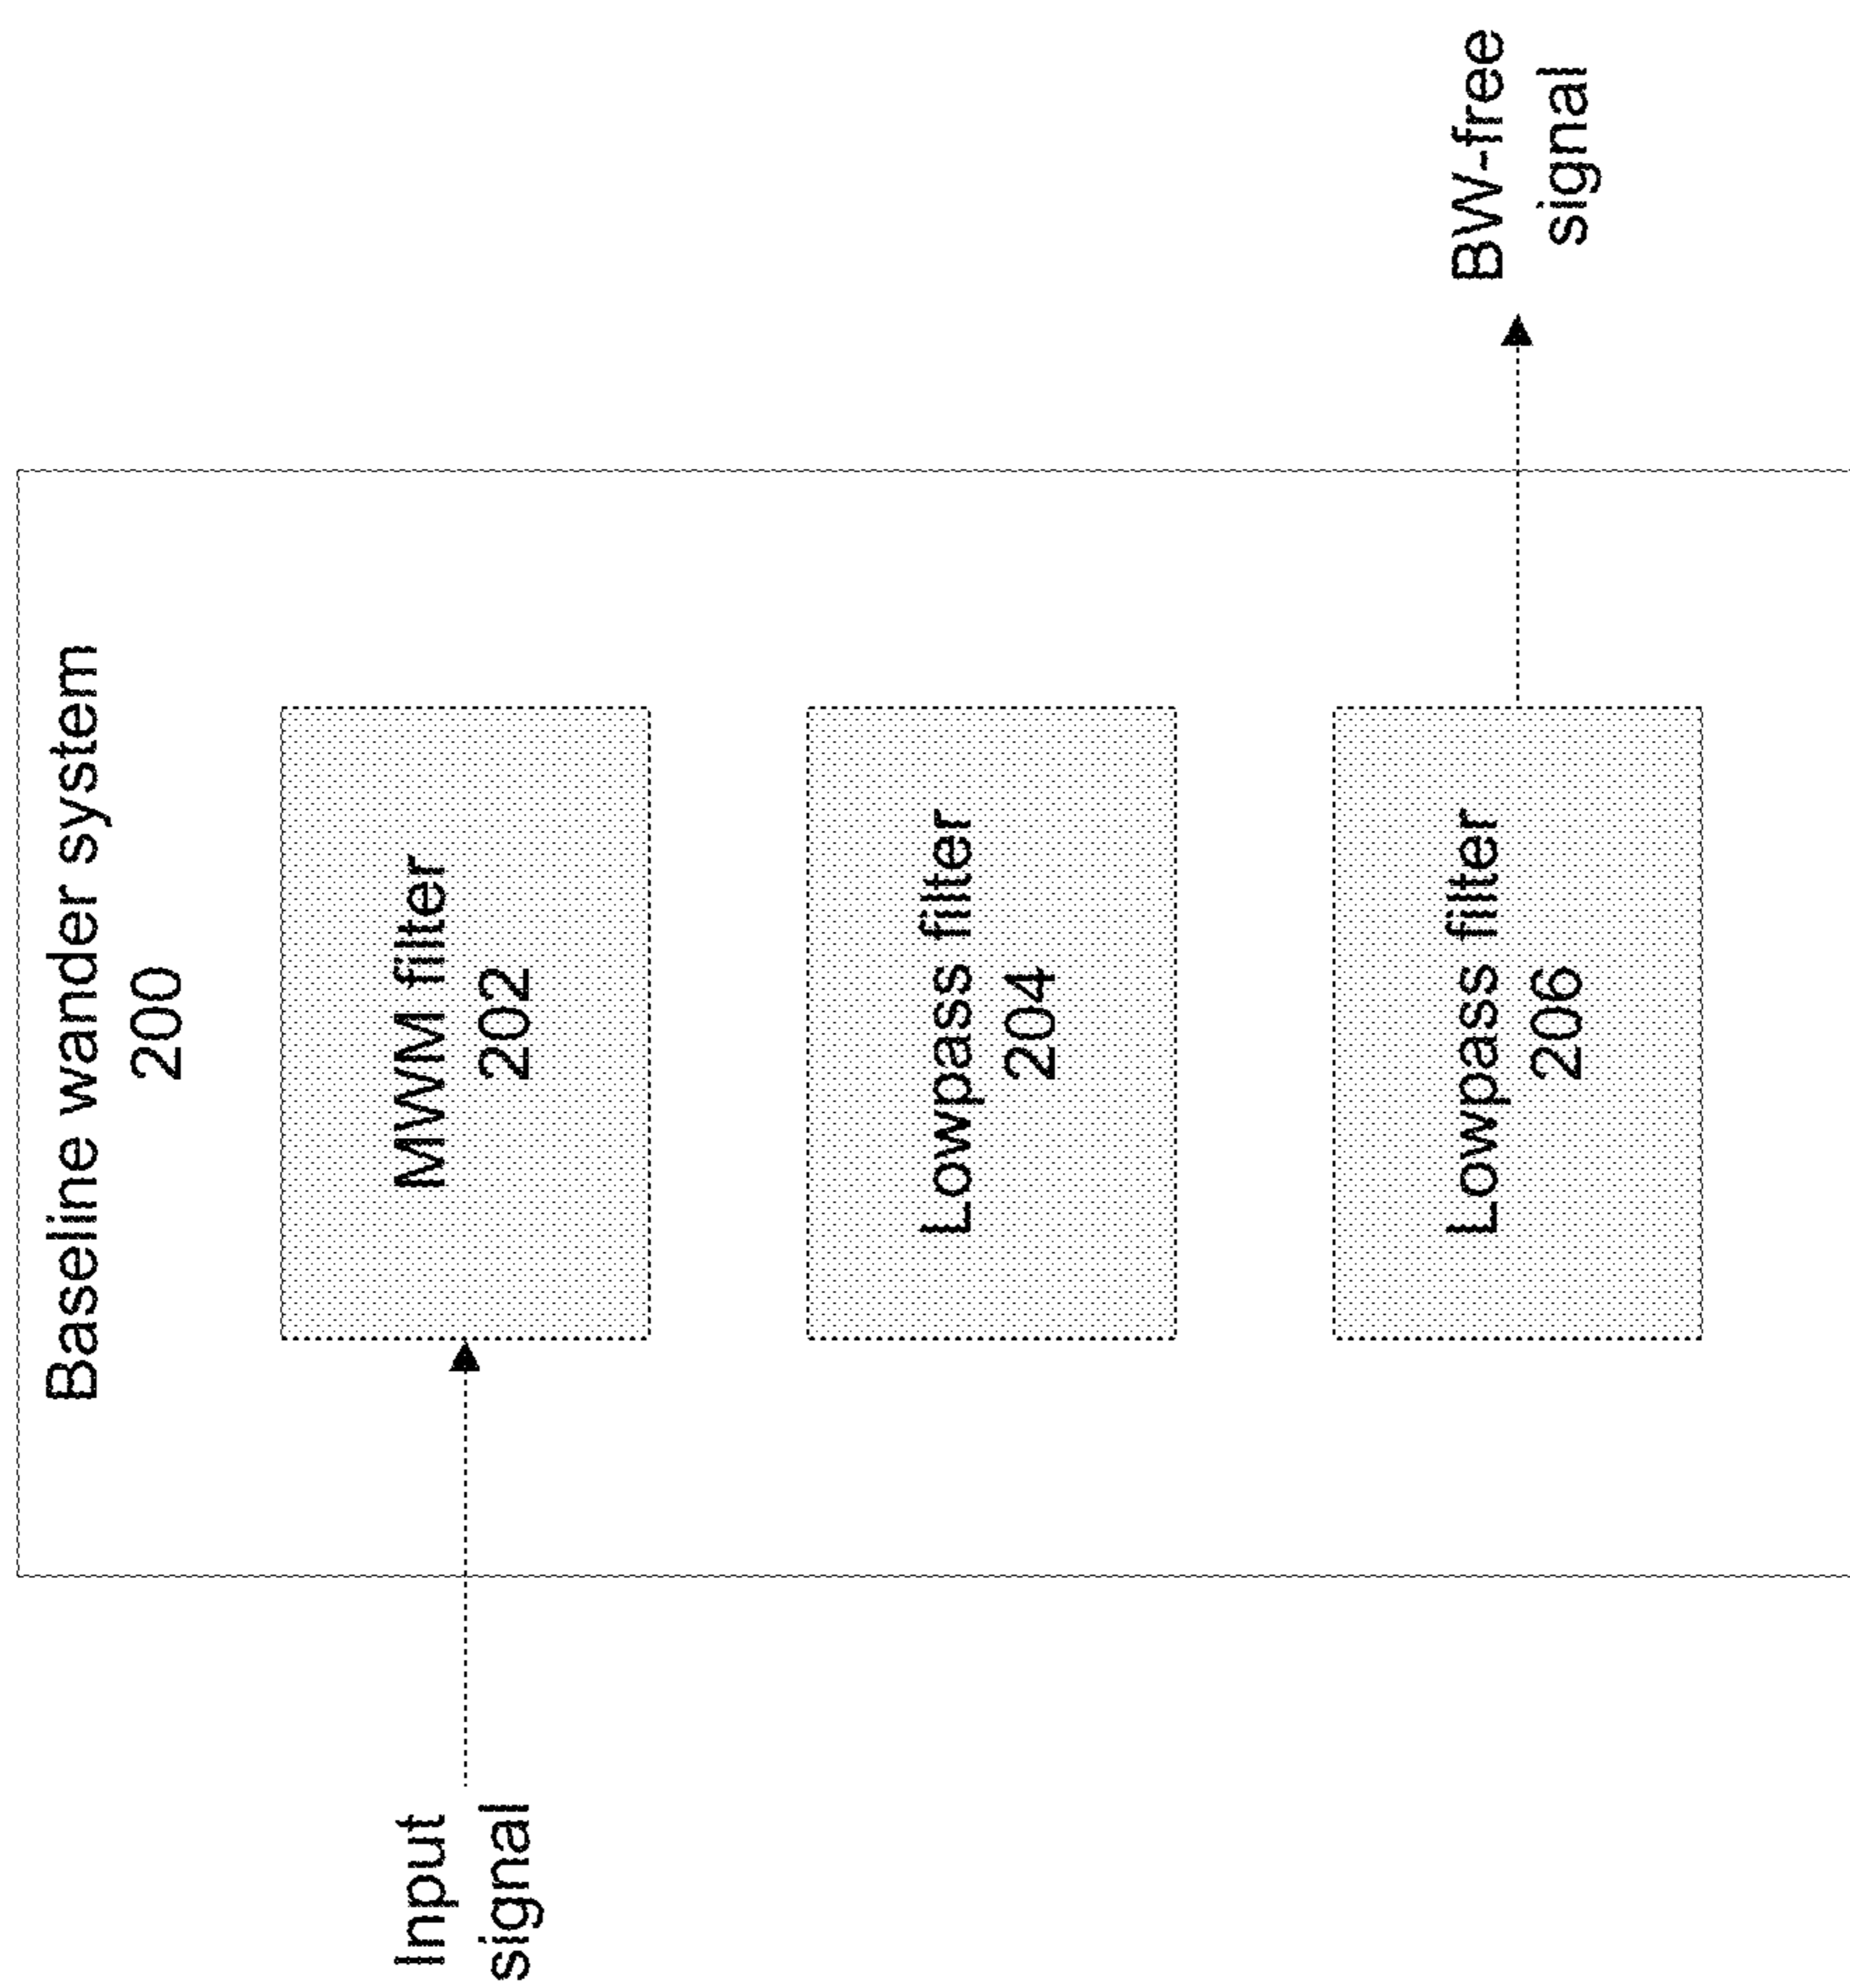 Baseline wander system
200
Input
signal
MWM filter
202
Lowpass filter
204
Lowpass filter
206
BW-free
signal